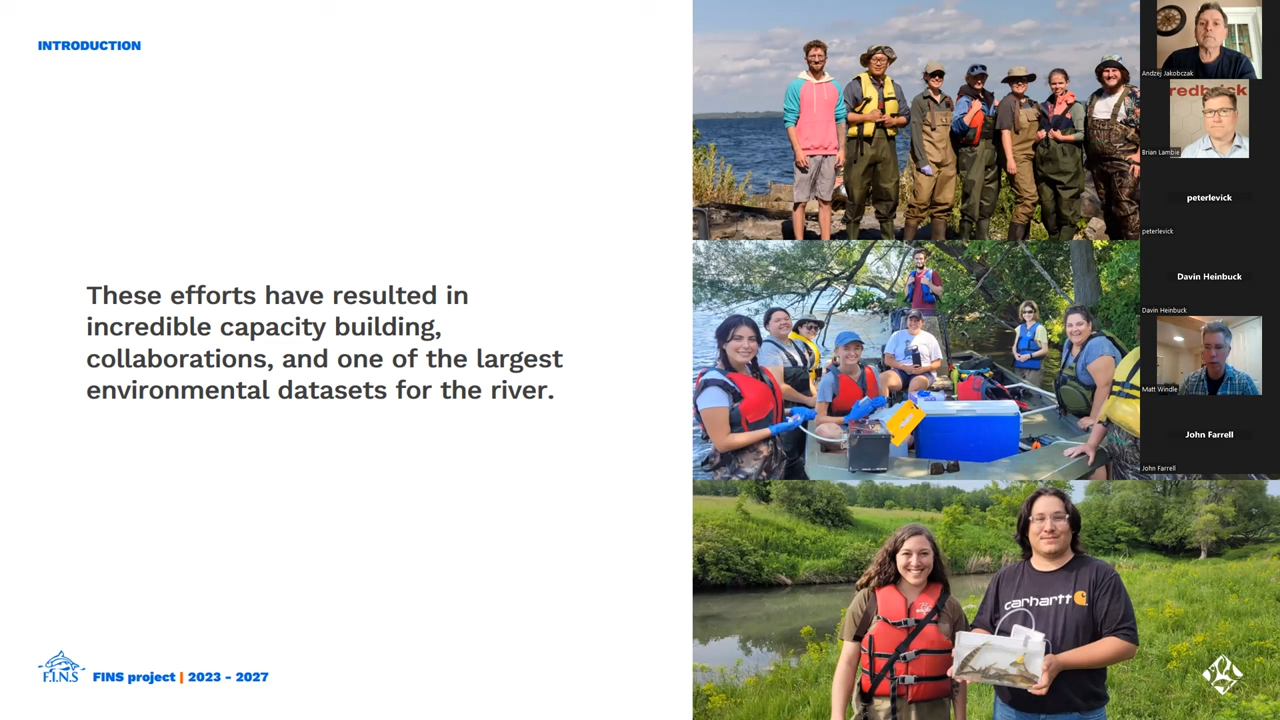 INTRODUCTION
These efforts have resulted in
incredible capacity building,
collaborations, and one of the largest
environmental datasets for the river.
F.I.N.S
FINS project | 2023 - 2027
carhartt
Andzej Jakobczak
redbrick
Brian Lambie
peterlevick
peterlevick
Davin Heinbuck
Davin Heinbuck
Matt Windle
John Farrell
John Farrell